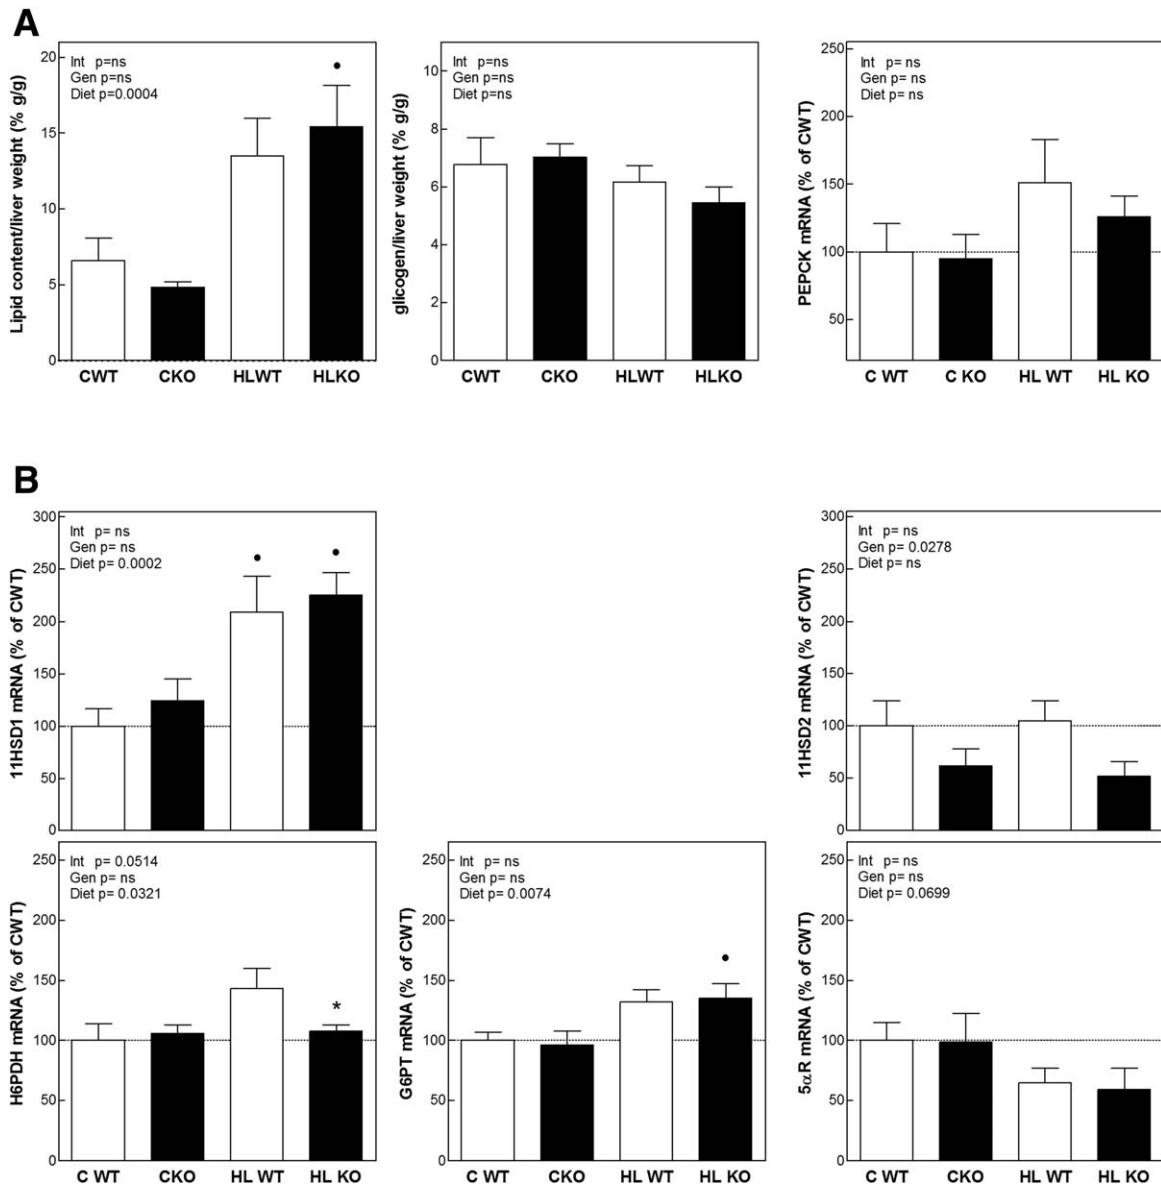 A
Lipid content/liver weight (% g/g)
20
15
10
5
0
Int p=ns
Gen p=ns
Diet p=0.0004
•
CWT CKO HLWT HLKO
glicogen/liver weight (% g/g)
10
8
6
4
2
0
Int p=ns
Gen p=ns
Diet p=ns
CWT CKO HLWT HLKO
PEPCK mRNA (% of CWT)
250
200
150
100
50
Int p= ns
Gen p= ns
Diet p= ns
C WT C KO HL WT HL KO
B
11HSD1 mRNA (% of CWT)
300
250
200
150
100
50
0
Int p= ns
Gen p= ns
Diet p= 0.0002
• •
11HSD2 mRNA (% of CWT)
300
250
200
150
100
50
0
Int p= ns
Gen p= 0.0278
Diet p= ns
H6PDH mRNA (% of CWT)
250
200
150
100
50
0
Int p= 0.0514
Gen p= ns
Diet p= 0.0321
*
C WT CKO HL WT HL KO
G6PT mRNA (% of CWT)
250
200
150
100
50
0
Int p= ns
Gen p= ns
Diet p= 0.0074
•
C WT CKO HL WT HL KO
5αR mRNA (% of CWT)
250
200
150
100
50
0
Int p= ns
Gen p= ns
Diet p= 0.0699
C WT CKO HL WT HL KO